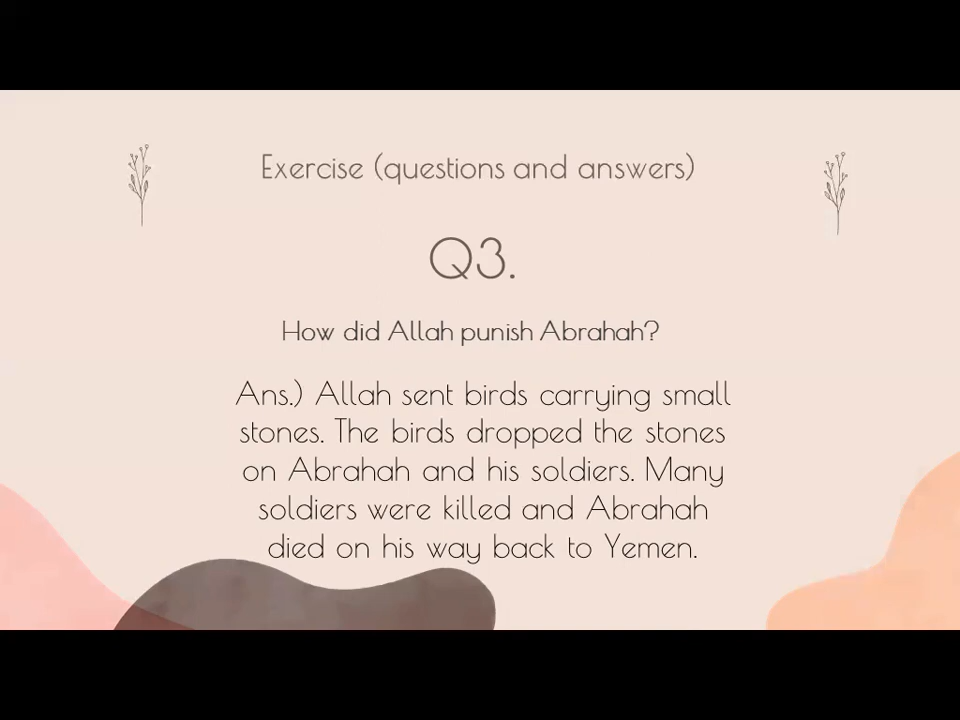 Exercise (questions and answers)
Q3.
How did Allah punish Abrahah?
Ans.) Allah sent birds carrying small
stones. The birds dropped the stones
on Abrahah and his soldiers. Many
soldiers were killed and Abrahah
died on his way back to Yemen.